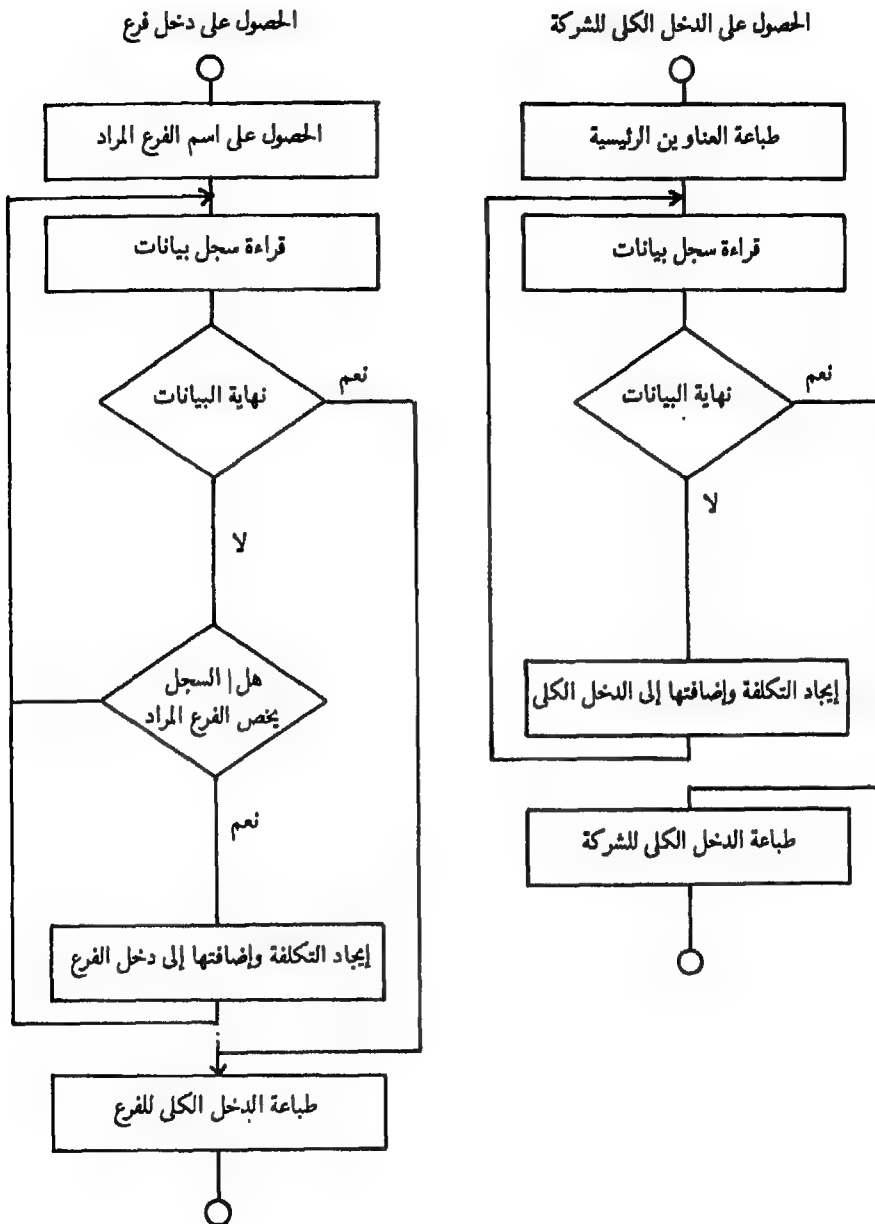 الحصول على الدخل الكلى للشركة
طباعة العناوين الرئيسية
قراءة سجل بيانات
نهاية البيانات
نعم
لا
إيجاد التكلفة وإضافتها إلى الدخل الكلى
طباعة الدخل الكلى للشركة
الحصول على دخل فرع
الحصول على اسم الفرع المراد
قراءة سجل بيانات
نهاية البيانات
نعم
لا
هل السجل
يخص الفرع المراد
نعم
إيجاد التكلفة وإضافتها إلى دخل الفرع
طباعة الدخل الكلى للفرع